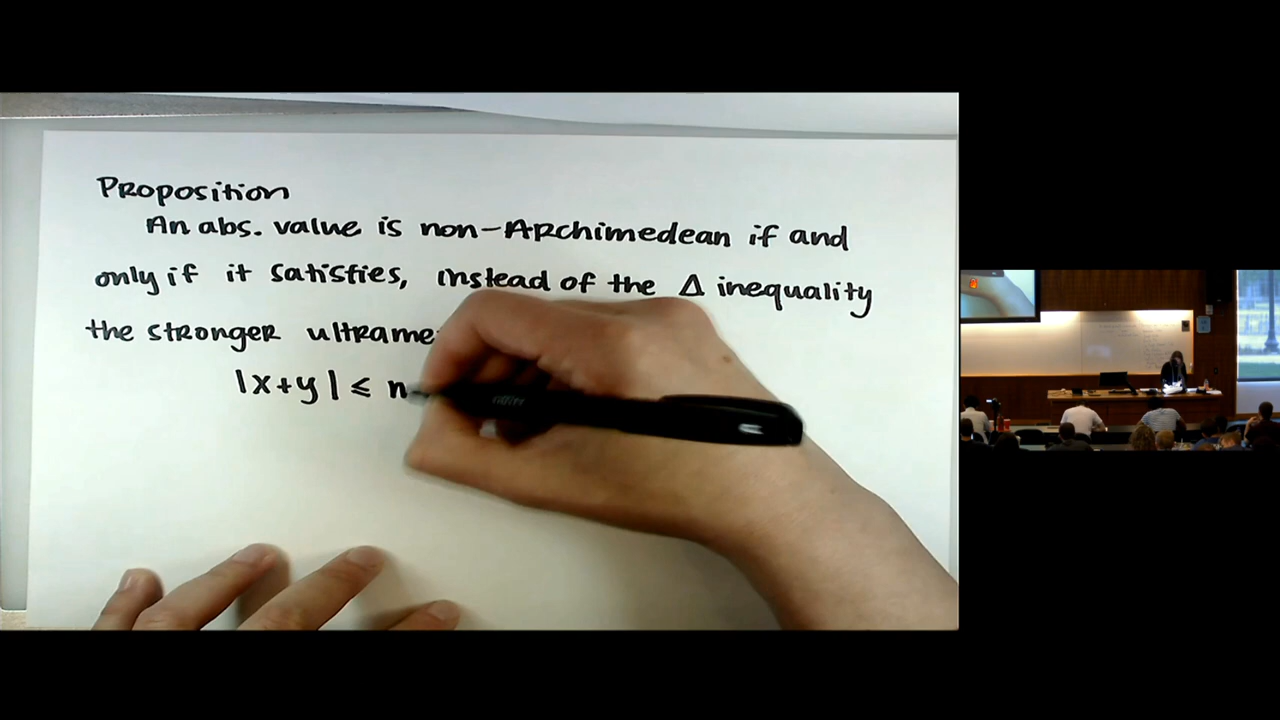 Proposition
An abs. value is non-Archimedean if and
only if it satisfies, instead of the Δ inequality
the stronger
|x+y| ≤